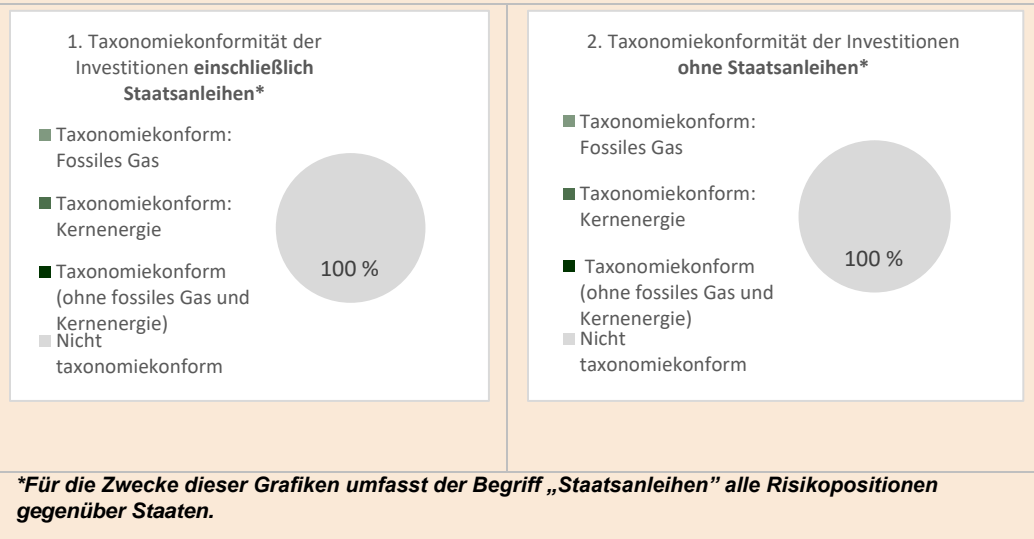 1. Taxonomiekonformität der
Investitionen einschließlich
Staatsanleihen*
Taxonomiekonform:
Fossiles Gas
Taxonomiekonform:
Kernenergie
Taxonomiekonform
(ohne fossiles Gas und
Kernenergie)
Nicht
taxonomiekonform
100 %
2. Taxonomiekonformität der Investitionen
ohne Staatsanleihen*
Taxonomiekonform:
Fossiles Gas
Taxonomiekonform:
Kernenergie
Taxonomiekonform
(ohne fossiles Gas und
Kernenergie)
Nicht
taxonomiekonform
100 %
*Für die Zwecke dieser Grafiken umfasst der Begriff „Staatsanleihen” alle Risikopositionen
gegenüber Staaten.